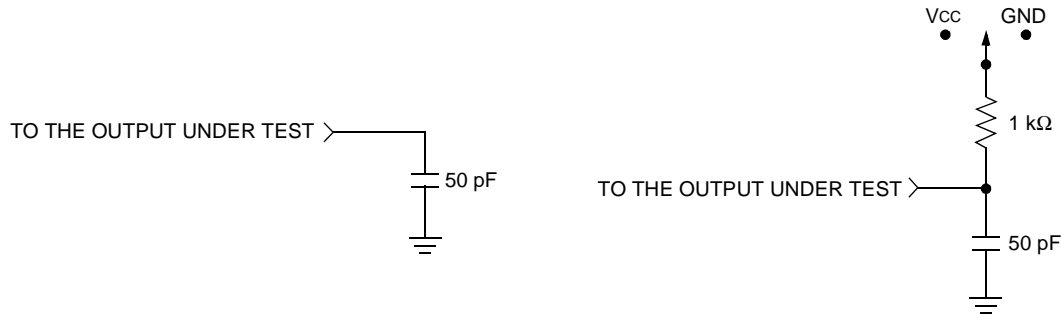 TO THE OUTPUT UNDER TEST
50 pF
VCC GND
1 kΩ
TO THE OUTPUT UNDER TEST
50 pF